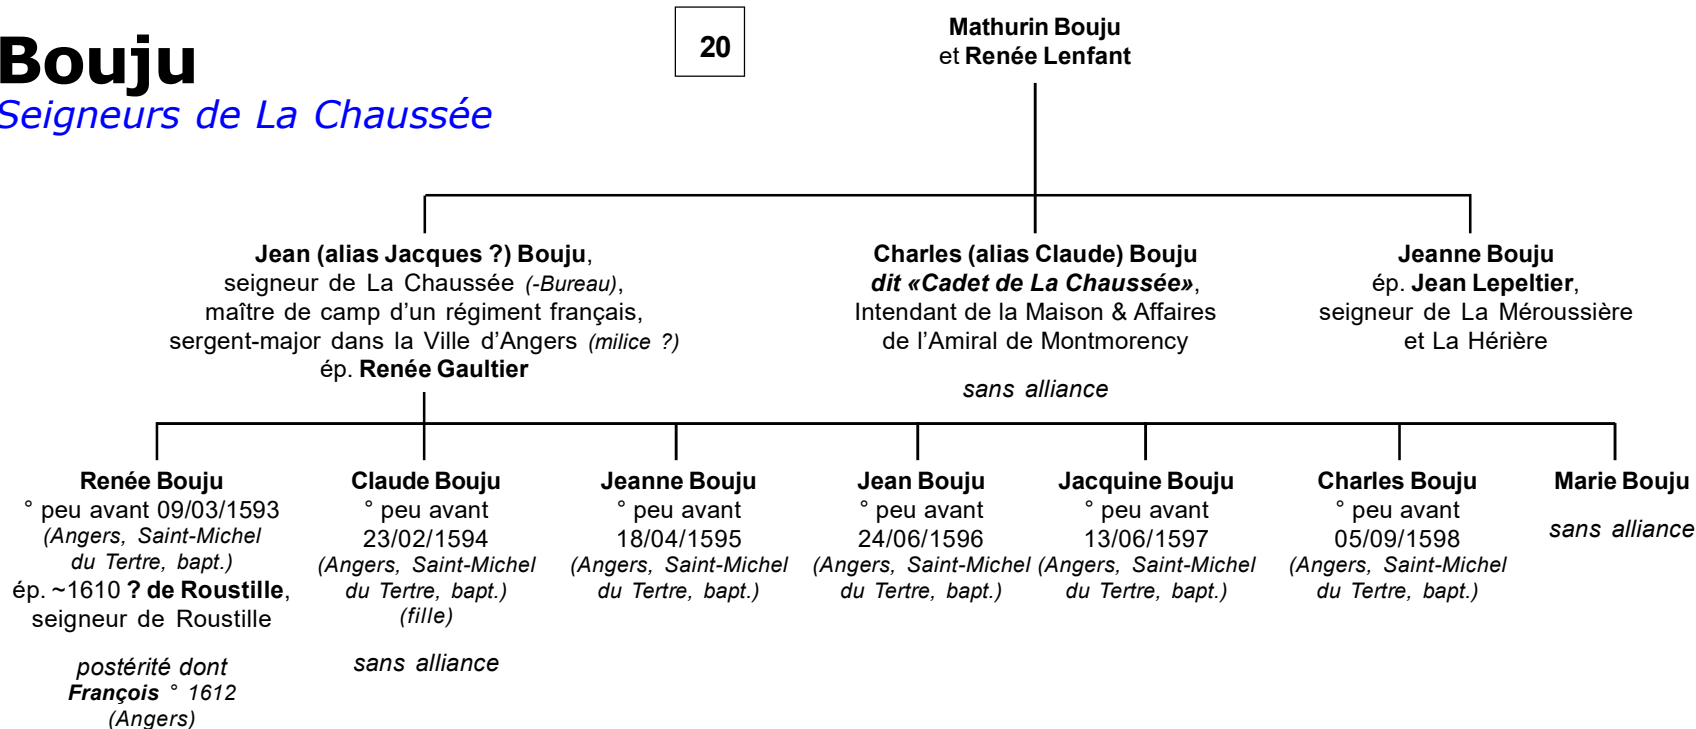 Bouju
Seigneurs de La Chaussée
20
Mathurin Bouju
et Renée Lenfant
Jean (alias Jacques ?) Bouju,
seigneur de La Chaussée (-Bureau),
maître de camp d'un régiment français,
sergent-major dans la Ville d'Angers (milice ?)
ép. Renée Gaultier
Charles (alias Claude) Bouju
dit «Cadet de La Chaussée»,
Intendant de la Maison & Affaires
de l'Amiral de Montmorency
sans alliance
Jeanne Bouju
ép. Jean Lepeltier,
seigneur de La Méroussière
et La Hérière
Renée Bouju
° peu avant 09/03/1593
(Angers, Saint-Michel
du Tertre, bapt.)
ép. ~1610 ? de Roustille,
seigneur de Roustille
postérité dont
François ° 1612
(Angers)
Claude Bouju
° peu avant
23/02/1594
(Angers, Saint-Michel
du Tertre, bapt.)
(fille)
sans alliance
Jeanne Bouju
° peu avant
18/04/1595
(Angers, Saint-Michel
du Tertre, bapt.)
Jean Bouju
° peu avant
24/06/1596
(Angers, Saint-Michel
du Tertre, bapt.)
Jacquine Bouju
° peu avant
13/06/1597
(Angers, Saint-Michel
du Tertre, bapt.)
Charles Bouju
° peu avant
05/09/1598
(Angers, Saint-Michel
du Tertre, bapt.)
Marie Bouju
sans alliance